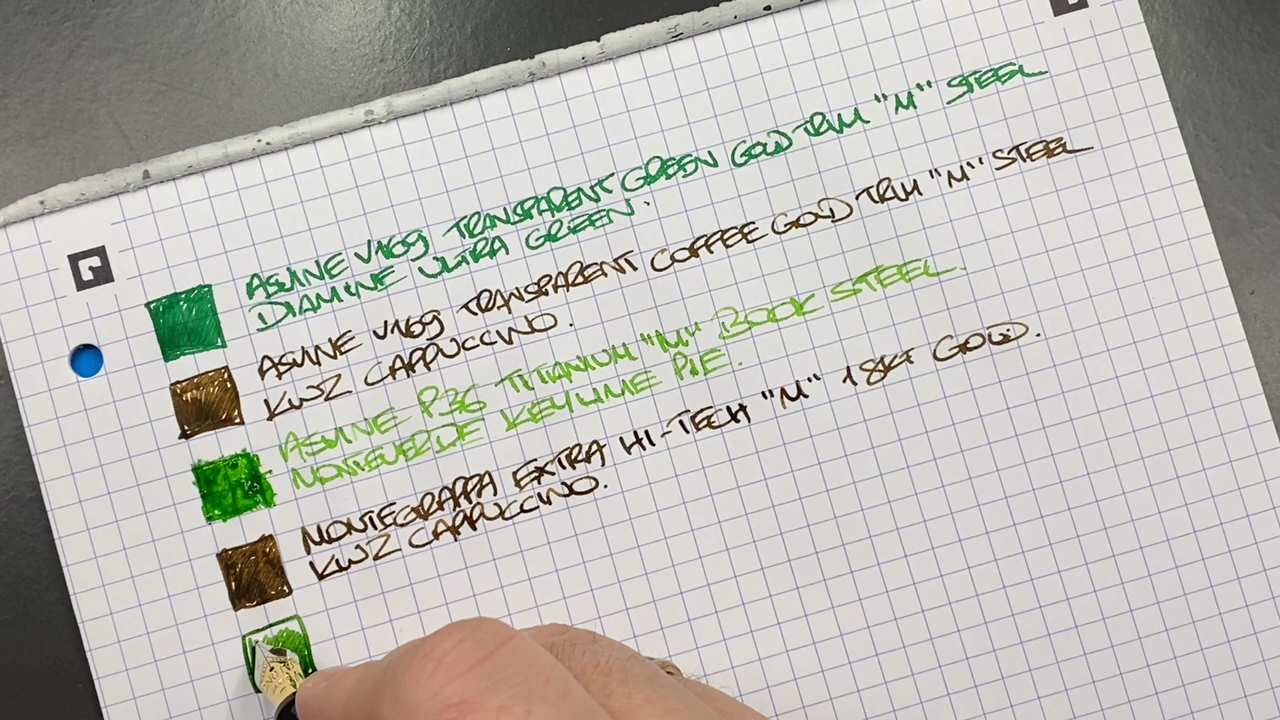 ASVINE V169 TRANSPARENT GREEN GOLD TRIM "M" STEEL
DIAMINE ULTRA GREEN.
ASVINE V169 TRANSPARENT COFFEE GOLD TRIM "M" STEEL
KWZ CAPPUCCINO.
ASVINE P36 TITANIUM "M" BOCK STEEL.
MONTEVERDE KEYLIME PIE.
MONTEGRAPPA EXTRA HI-TECH "M" 18KT GOLD.
KWZ CAPPUCCINO.